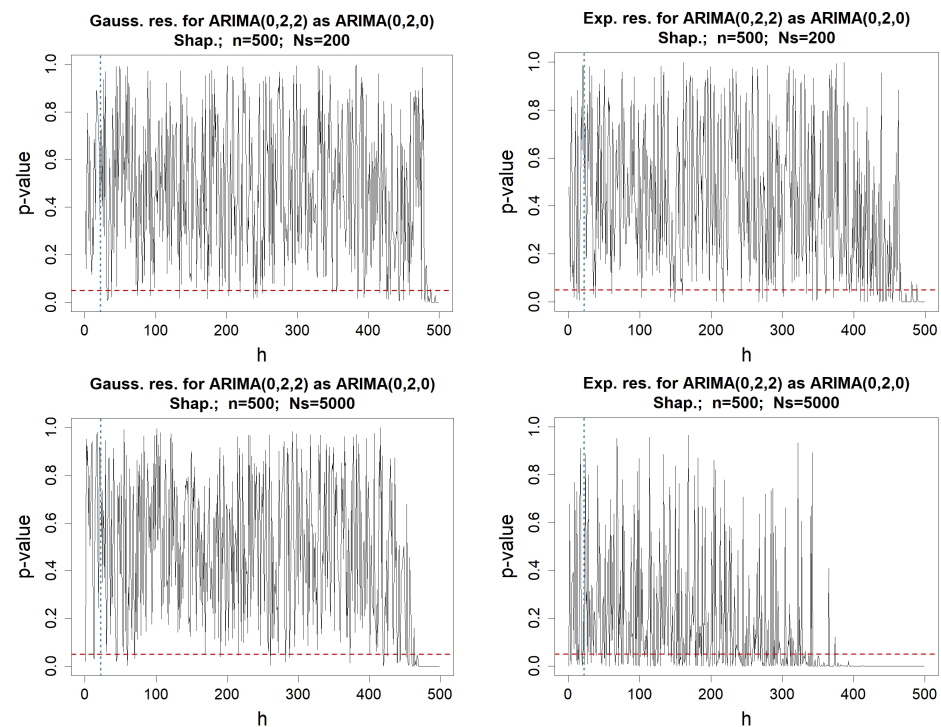 Gauss. res. for ARIMA(0,2,2) as ARIMA(0,2,0)
Shap.; n=500; Ns=200
p-value
0.0 0.2 0.4 0.6 0.8 1.0
0 100 200 300 400 500
h
Exp. res. for ARIMA(0,2,2) as ARIMA(0,2,0)
Shap.; n=500; Ns=200
p-value
0.0 0.2 0.4 0.6 0.8 1.0
0 100 200 300 400 500
h
Gauss. res. for ARIMA(0,2,2) as ARIMA(0,2,0)
Shap.; n=500; Ns=5000
p-value
0.0 0.2 0.4 0.6 0.8 1.0
0 100 200 300 400 500
h
Exp. res. for ARIMA(0,2,2) as ARIMA(0,2,0)
Shap.; n=500; Ns=5000
p-value
0.0 0.2 0.4 0.6 0.8 1.0
0 100 200 300 400 500
h